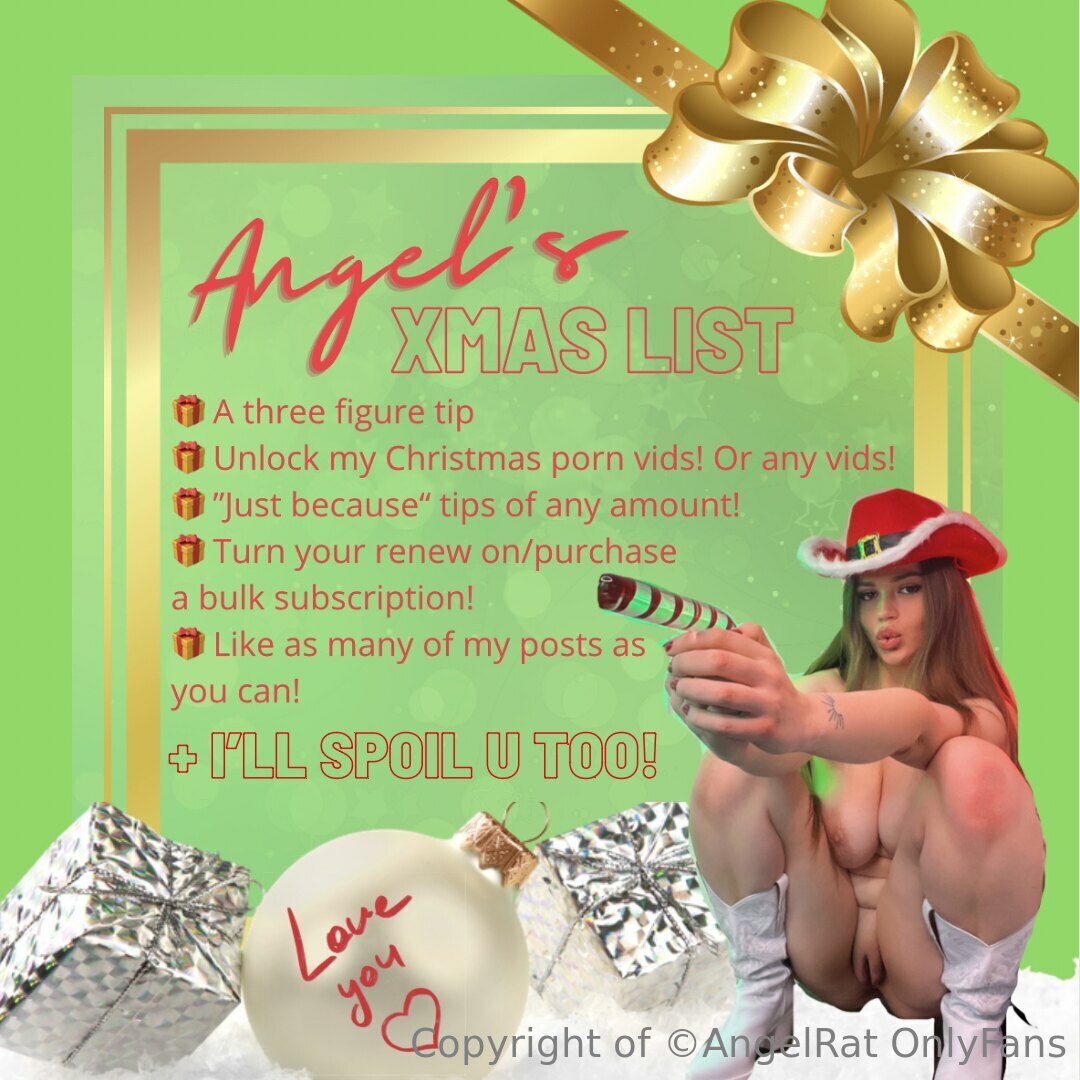 Angel's
XMAS LIST
🎁 A three figure tip
🎁 Unlock my Christmas porn vids! Or any vids!
🎁 ”Just because“ tips of any amount!
🎁 Turn your renew on/purchase
a bulk subscription!
🎁 Like as many of my posts as
you can!
+ I'LL SPOIL U TOO!
Love
you
Copyright of ©AngelRat OnlyFans